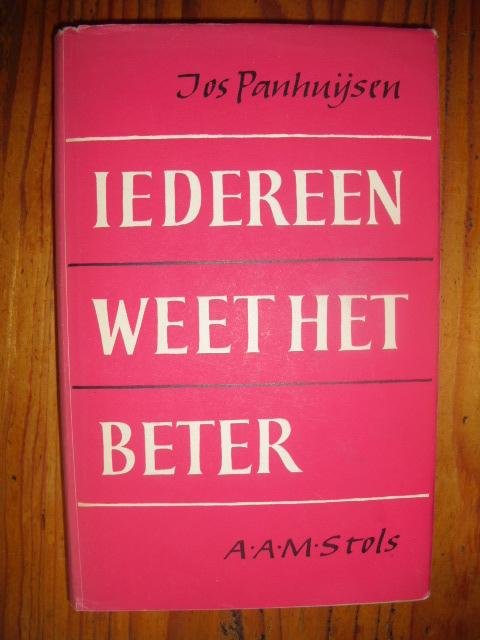 Jos Panhuijsen
IEDEREEN
WEET HET
BETER
A·A·M·Stols